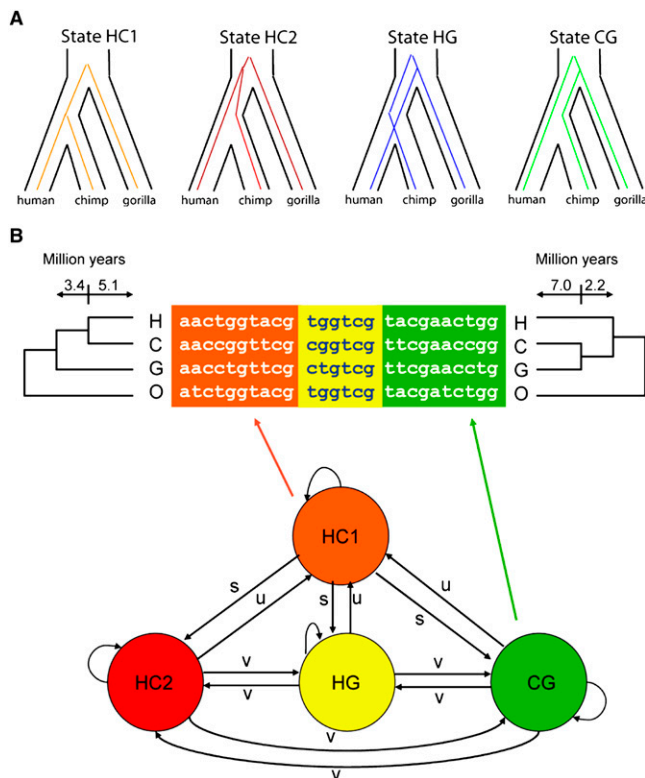 A
State HC1 State HC2 State HG State CG
human chimp gorilla human chimp gorilla human chimp gorilla human chimp gorilla
B
Million years Million years
3.4 5.1 7.0 2.2
H aactggtacg tggtcg tacgaactgg H
C aaccggttcg cggtcg ttcgaaccgg C
G aacctgttcg ctgtcg ttcgaacctg G
O atctggtacg tggtcg tacgatctgg O
HC1
s u s u u s
HC2 v HG v CG
v v
v
v